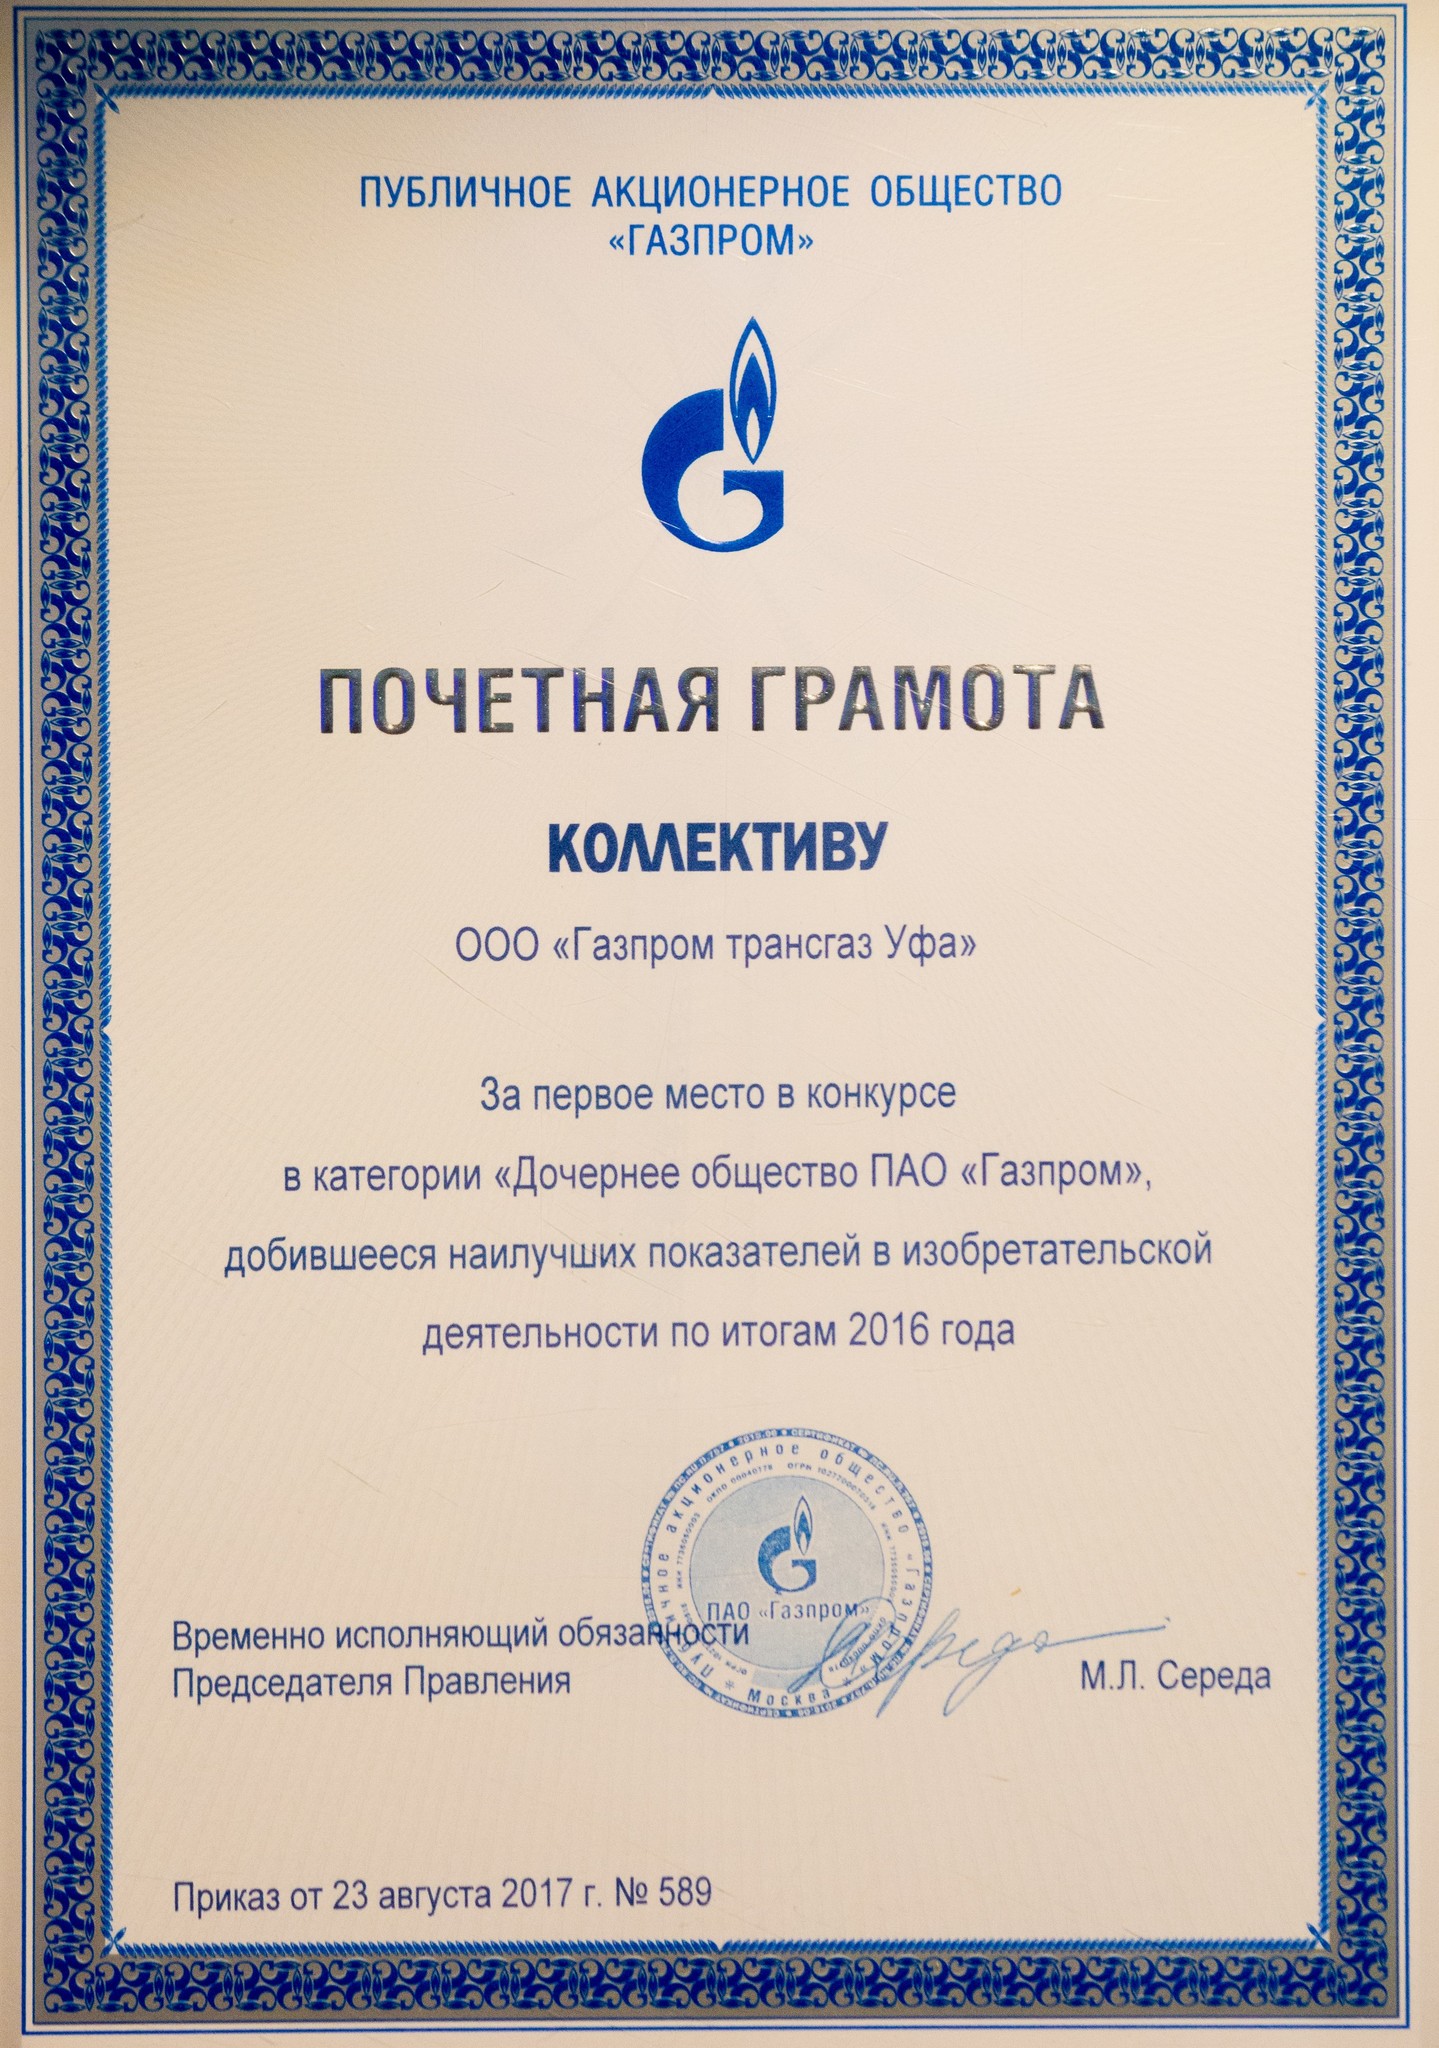 ПУБЛИЧНОЕ АКЦИОНЕРНОЕ ОБЩЕСТВО
«ГАЗПРОМ»
ПОЧЕТНАЯ ГРАМОТА
КОЛЛЕКТИВУ
ООО «Газпром трансгаз Уфа»
За первое место в конкурсе
в категории «Дочернее общество ПАО «Газпром»,
добившееся наилучших показателей в изобретательской
деятельности по итогам 2016 года
Публичное акционерное общество «Газпром»
ПАО «Газпром»
* Москва *
Временно исполняющий обязанности
Председателя Правления
М.Л. Середа
Приказ от 23 августа 2017 г. № 589